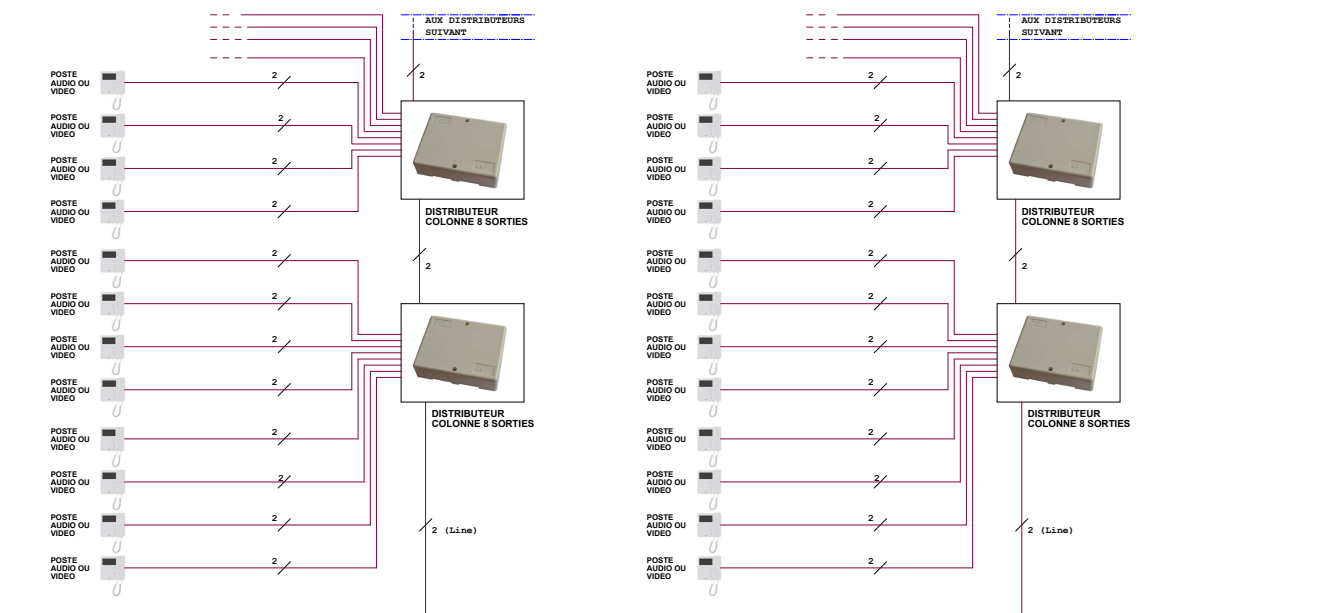 AUX DISTRIBUTEURS
SUIVANT
2
POSTE
AUDIO OU
VIDEO
2
POSTE
AUDIO OU
VIDEO
2
POSTE
AUDIO OU
VIDEO
2
POSTE
AUDIO OU
VIDEO
2
DISTRIBUTEUR
COLONNE 8 SORTIES
2
POSTE
AUDIO OU
VIDEO
2
POSTE
AUDIO OU
VIDEO
2
POSTE
AUDIO OU
VIDEO
2
POSTE
AUDIO OU
VIDEO
2
DISTRIBUTEUR
COLONNE 8 SORTIES
POSTE
AUDIO OU
VIDEO
2
POSTE
AUDIO OU
VIDEO
2
POSTE
AUDIO OU
VIDEO
2
2 (Line)
POSTE
AUDIO OU
VIDEO
2
AUX DISTRIBUTEURS
SUIVANT
2
POSTE
AUDIO OU
VIDEO
2
POSTE
AUDIO OU
VIDEO
2
POSTE
AUDIO OU
VIDEO
2
POSTE
AUDIO OU
VIDEO
2
DISTRIBUTEUR
COLONNE 8 SORTIES
2
POSTE
AUDIO OU
VIDEO
2
POSTE
AUDIO OU
VIDEO
2
POSTE
AUDIO OU
VIDEO
2
POSTE
AUDIO OU
VIDEO
2
DISTRIBUTEUR
COLONNE 8 SORTIES
POSTE
AUDIO OU
VIDEO
2
POSTE
AUDIO OU
VIDEO
2
POSTE
AUDIO OU
VIDEO
2
2 (Line)
POSTE
AUDIO OU
VIDEO
2